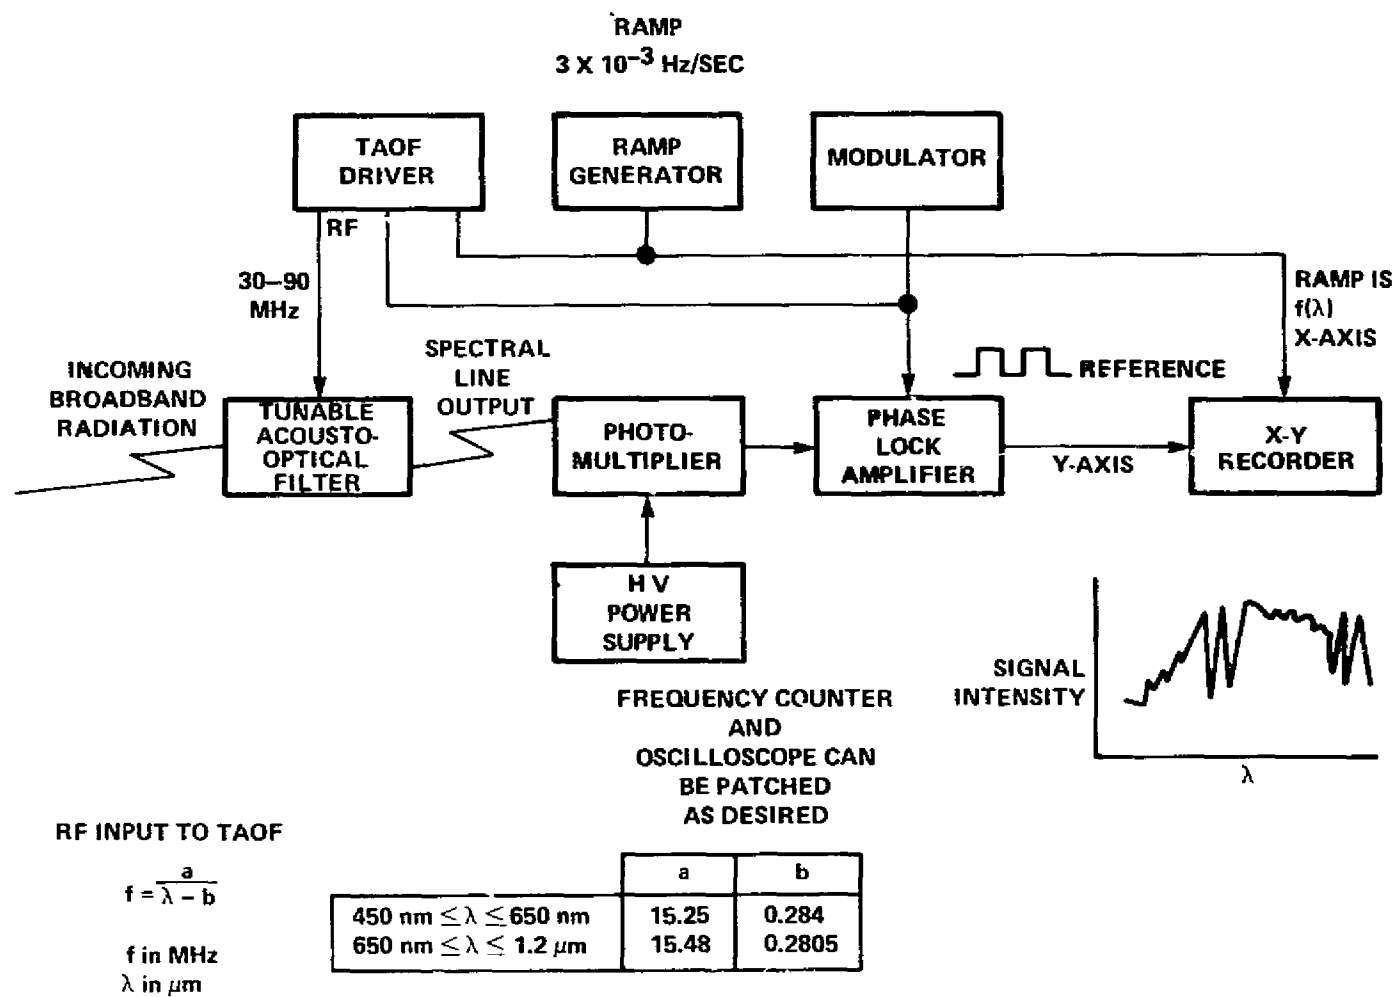 RAMP
3 X 10⁻³ Hz/SEC
TAOF
DRIVER
RAMP
GENERATOR
MODULATOR
RF
30–90
MHz
RAMP IS
f(λ)
X-AXIS
INCOMING
BROADBAND
RADIATION
SPECTRAL
LINE
OUTPUT
REFERENCE
TUNABLE
ACOUSTO-
OPTICAL
FILTER
PHOTO-
MULTIPLIER
PHASE
LOCK
AMPLIFIER
Y-AXIS
X-Y
RECORDER
H V
POWER
SUPPLY
SIGNAL
INTENSITY
λ
FREQUENCY COUNTER
AND
OSCILLOSCOPE CAN
BE PATCHED
AS DESIRED
RF INPUT TO TAOF
f = a / λ – b
f in MHz
λ in μm
a b
450 nm ≤ λ ≤ 650 nm 15.25 0.284
650 nm ≤ λ ≤ 1.2 μm 15.48 0.2805